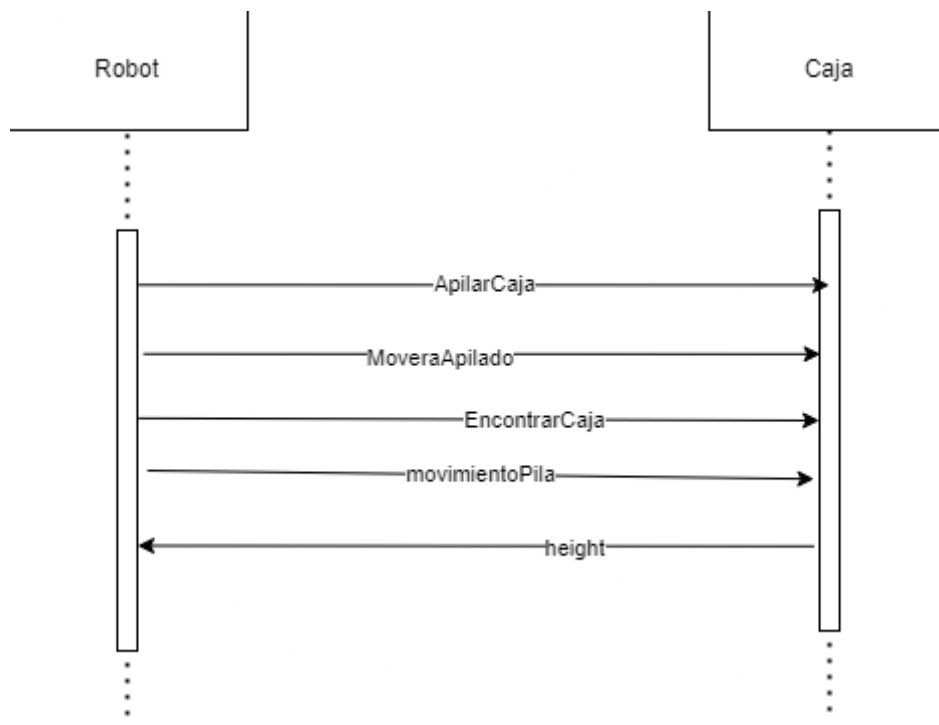 Robot
Caja
ApilarCaja
MoveraApilado
EncontrarCaja
movimientoPila
height